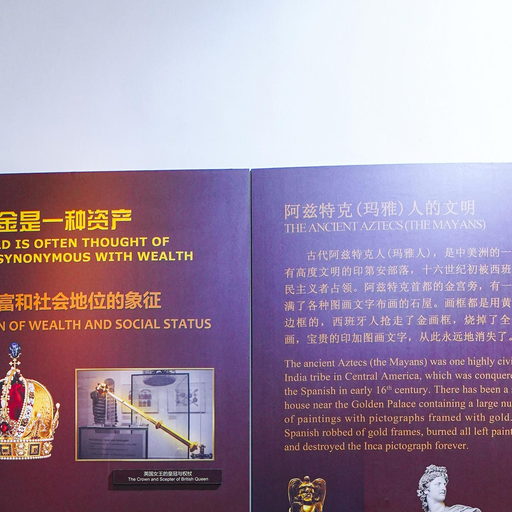 金是一种资产
LD IS OFTEN THOUGHT OF
SYNONYMOUS WITH WEALTH
富和社会地位的象征
N OF WEALTH AND SOCIAL STATUS
英国女王的皇冠与权杖
The Crown and Scepter of British Queen
阿兹特克(玛雅)人的文明
THE ANCIENT AZTECS (THE MAYANS)
古代阿兹特克人(玛雅人)，是中美洲的一
有高度文明的印第安部落，十六世纪初被西班
民主义者占领。阿兹特克首都的金宫旁，有一
满了各种图画文字布画的石屋。画框都是用黄
边框的，西班牙人抢走了金画框，烧掉了全
画，宝贵的印加图画文字，从此永远地消失了。
The ancient Aztecs (the Mayans) was one highly civi
India tribe in Central America, which was conquere
the Spanish in early 16th century. There has been a
house near the Golden Palace containing a large nu
of paintings with pictographs framed with gold.
Spanish robbed of gold frames, burned all left paint
and destroyed the Inca pictograph forever.